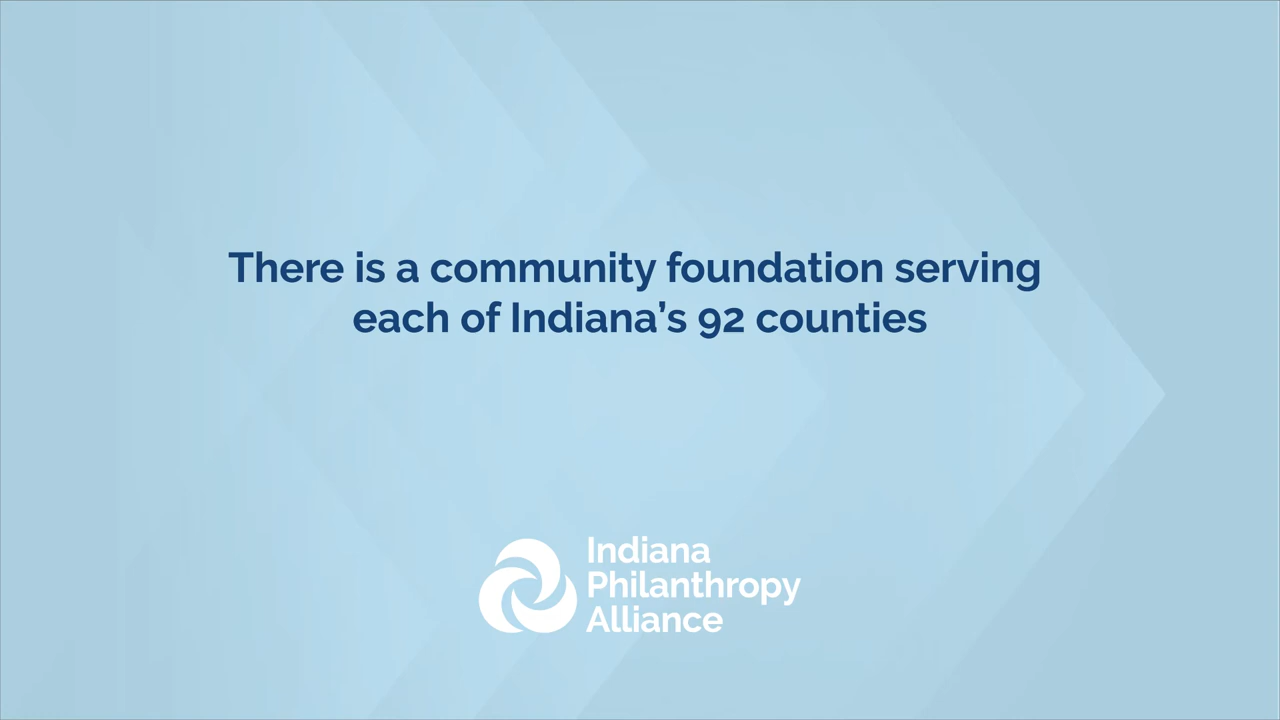 There is a community foundation serving
each of Indiana’s 92 counties
Indiana
Philanthropy
Alliance